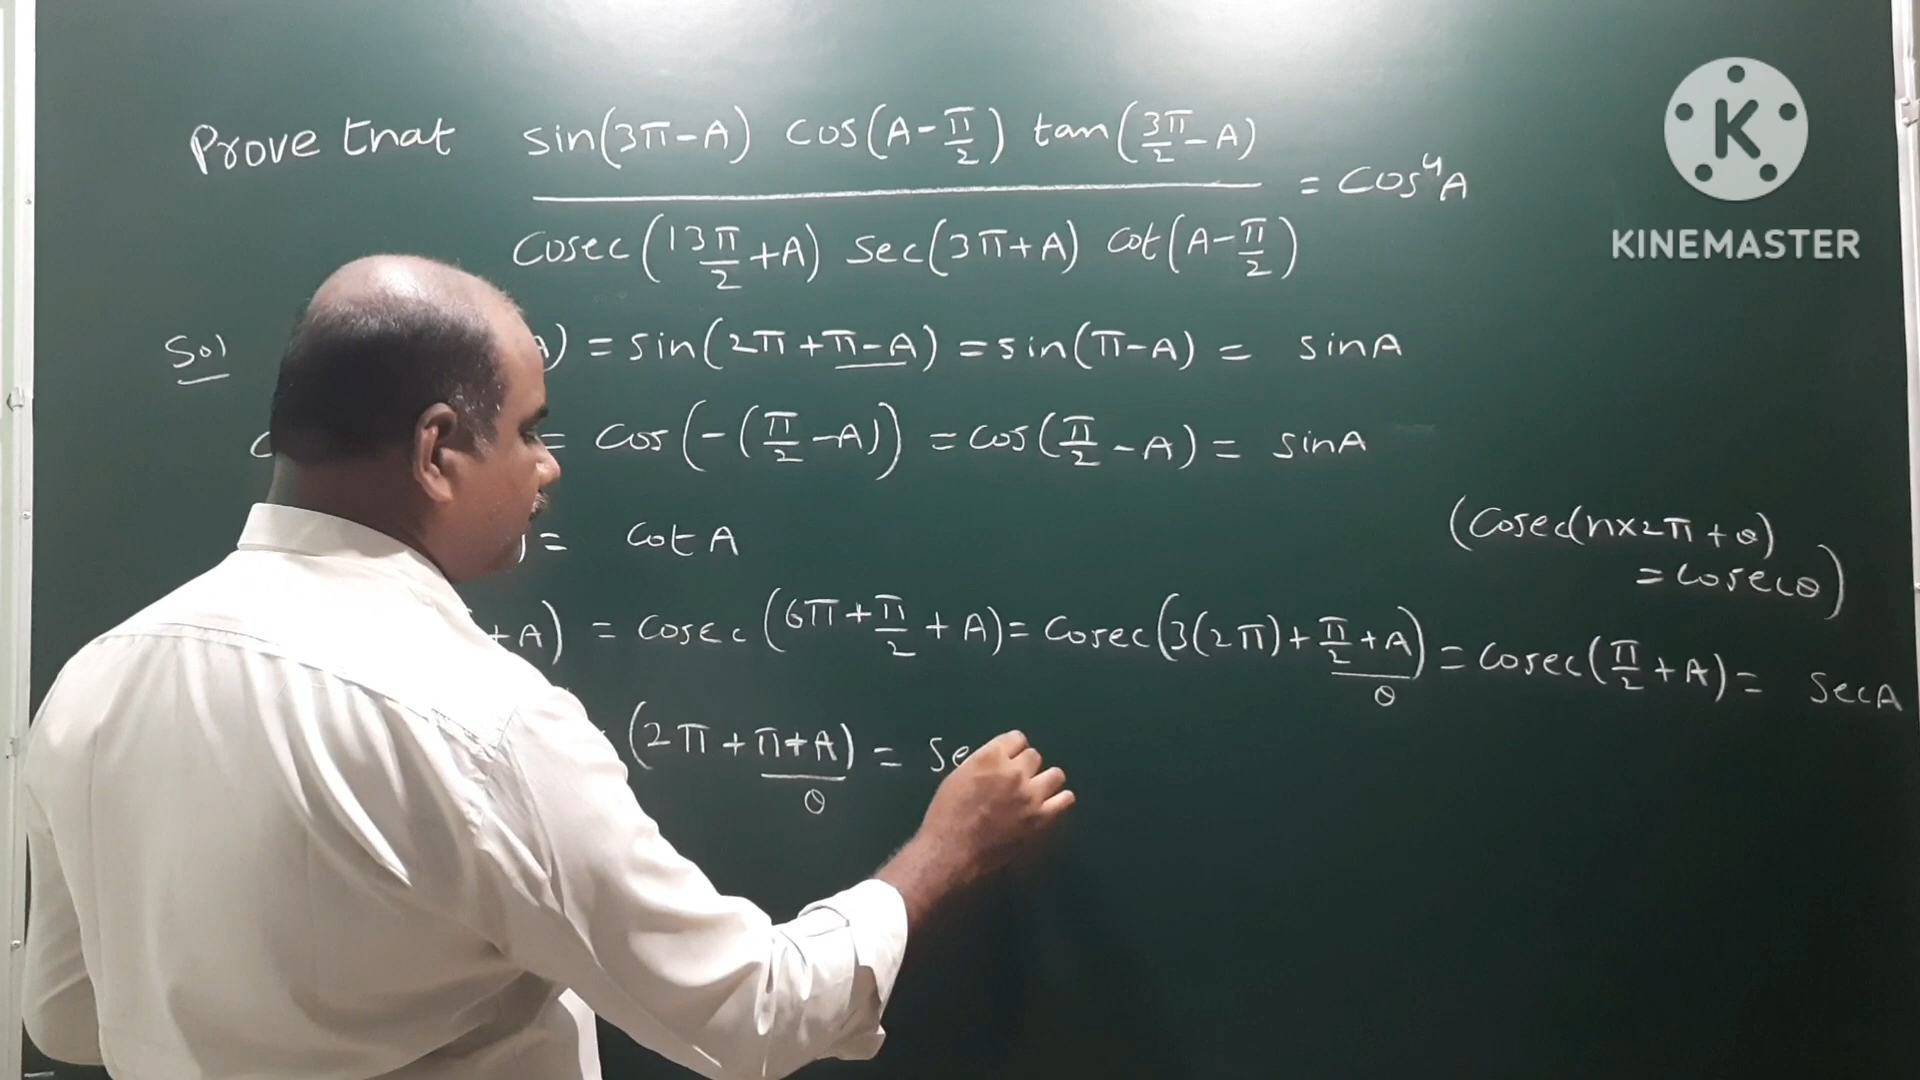 Prove that sin(3π-A) cos(A-π/2) tan(3π/2-A)
= cos⁴A
cosec(13π/2+A) sec(3π+A) cot(A-π/2)
Sol A) = sin(2π+π-A) = sin(π-A) = sinA
= cos(-(π/2-A)) = cos(π/2-A) = sinA
) = cotA
(cosec(n×2π+θ)
=cosecθ)
+A) = cosec(6π+π/2+A) = cosec(3(2π)+π/2+A) = cosec(π/2+A) = secA
θ
(2π+π+A) = se
θ
K
KINEMASTER